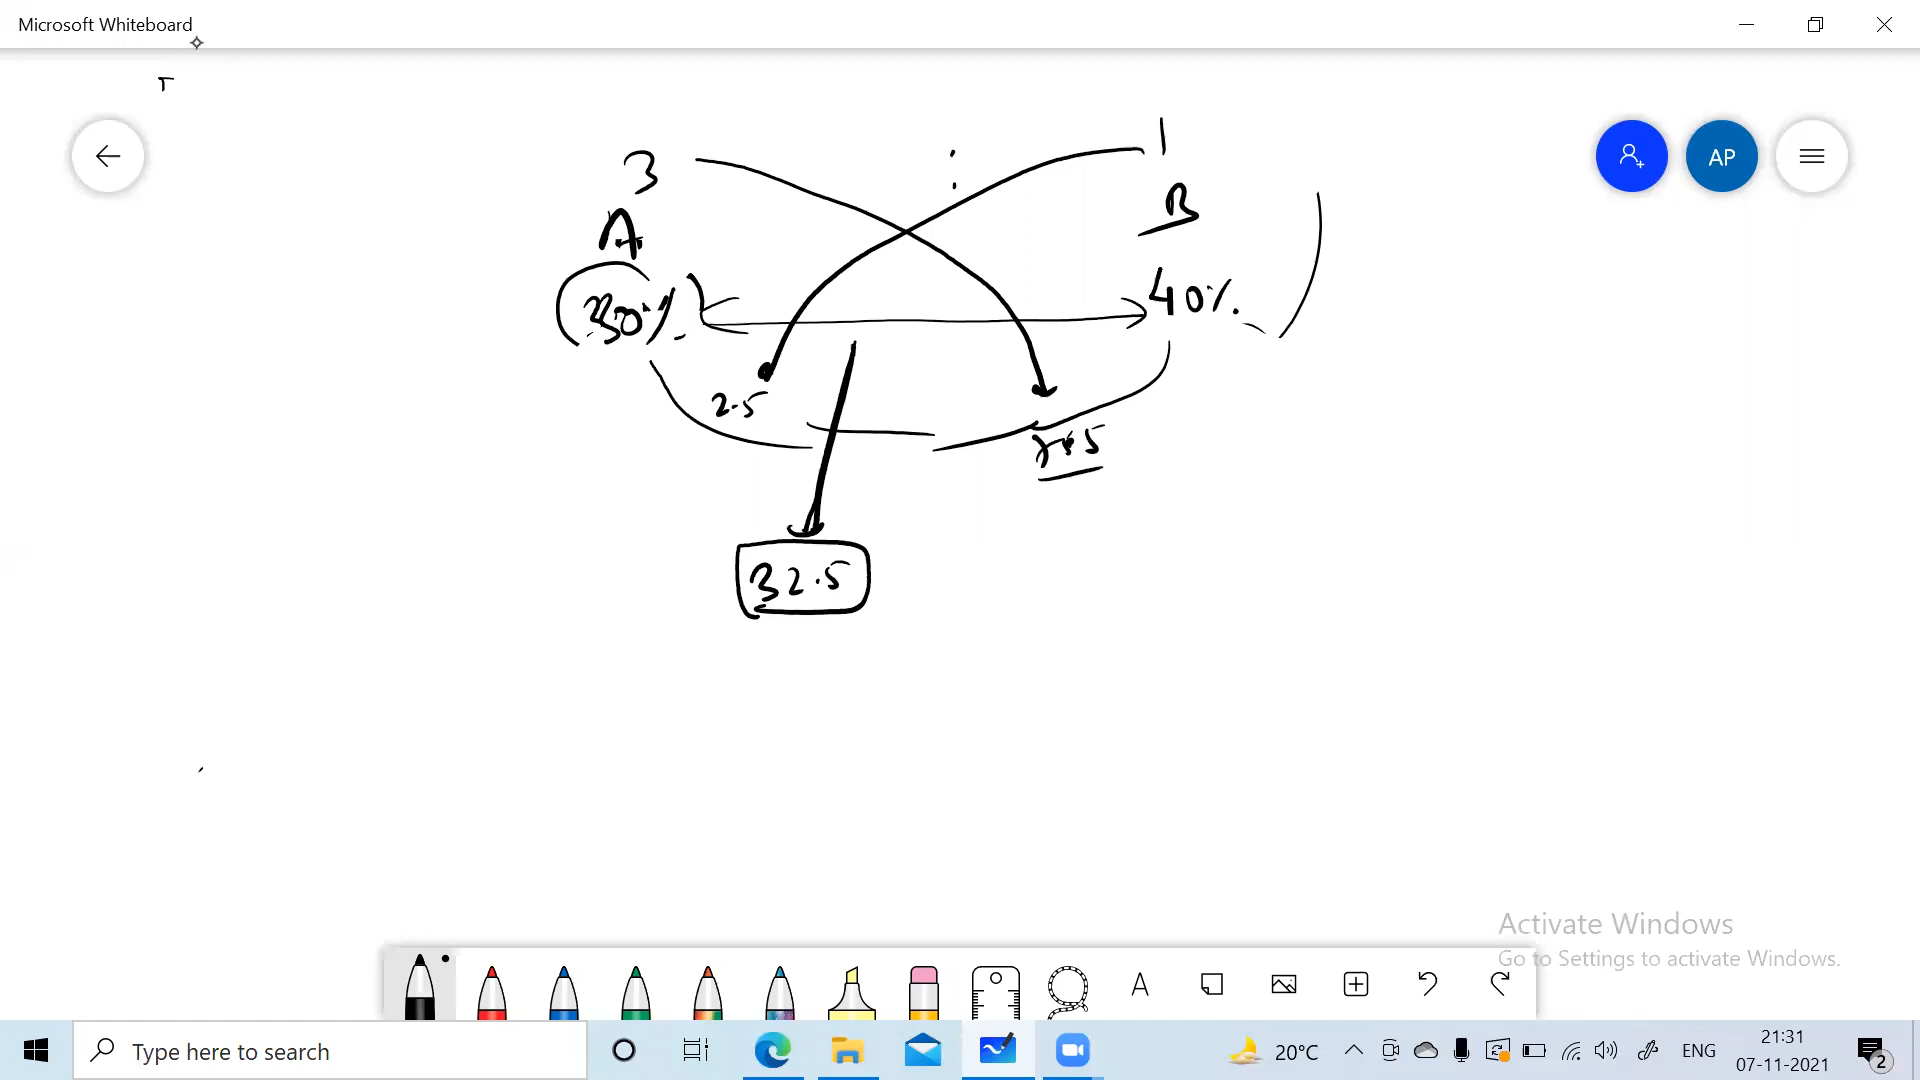 Microsoft Whiteboard
3 : 1
A B
30% 40%
2.5
7.5
32.5
AP
Activate Windows
Go to Settings to activate Windows.
A
Type here to search
20°C
ENG
21:31
07-11-2021
2